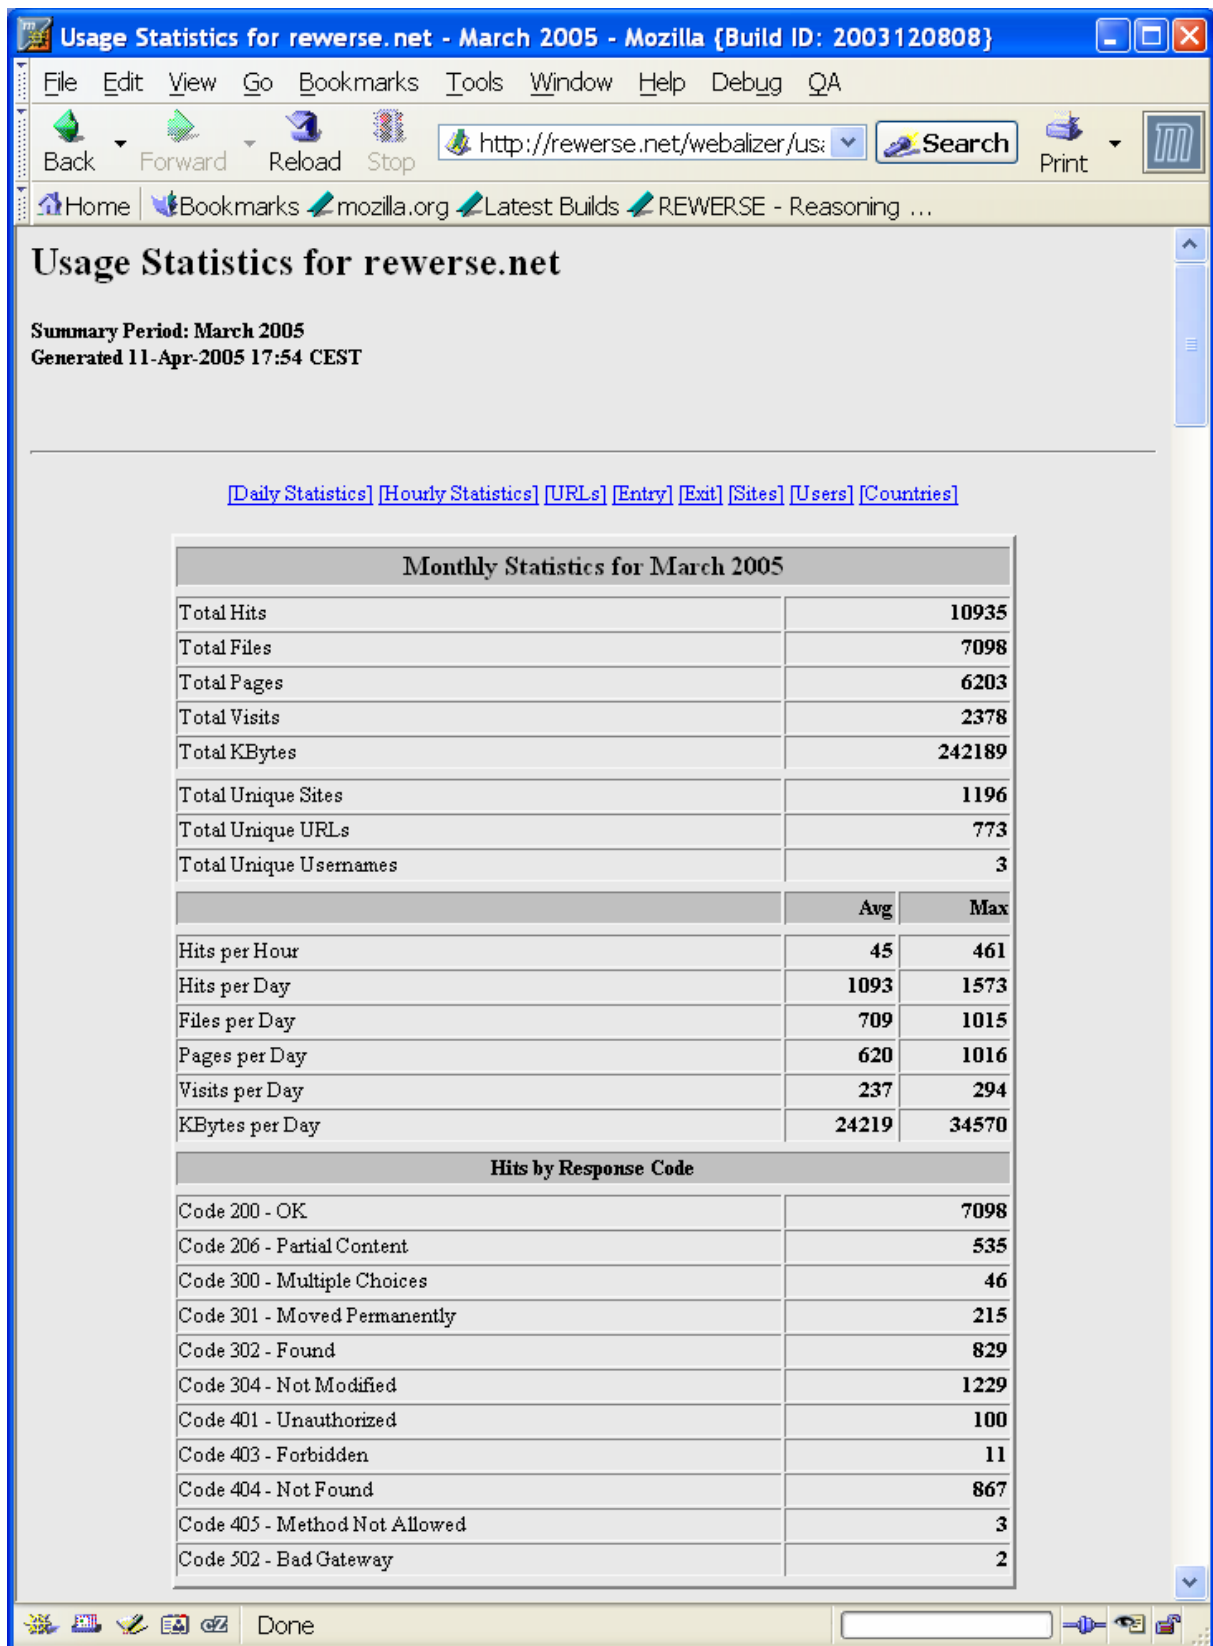 Usage Statistics for rewerse.net - March 2005 - Mozilla {Build ID: 2003120808}
File Edit View Go Bookmarks Tools Window Help Debug QA
Back Forward Reload Stop http://rewerse.net/webalizer/usa Search Print
Home Bookmarks mozilla.org Latest Builds REWERSE - Reasoning ...
Usage Statistics for rewerse.net
Summary Period: March 2005
Generated 11-Apr-2005 17:54 CEST
[Daily Statistics] [Hourly Statistics] [URLs] [Entry] [Exit] [Sites] [Users] [Countries]
Monthly Statistics for March 2005
Total Hits 10935
Total Files 7098
Total Pages 6203
Total Visits 2378
Total KBytes 242189
Total Unique Sites 1196
Total Unique URLs 773
Total Unique Usernames 3
Avg Max
Hits per Hour 45 461
Hits per Day 1093 1573
Files per Day 709 1015
Pages per Day 620 1016
Visits per Day 237 294
KBytes per Day 24219 34570
Hits by Response Code
Code 200 - OK 7098
Code 206 - Partial Content 535
Code 300 - Multiple Choices 46
Code 301 - Moved Permanently 215
Code 302 - Found 829
Code 304 - Not Modified 1229
Code 401 - Unauthorized 100
Code 403 - Forbidden 11
Code 404 - Not Found 867
Code 405 - Method Not Allowed 3
Code 502 - Bad Gateway 2
Done